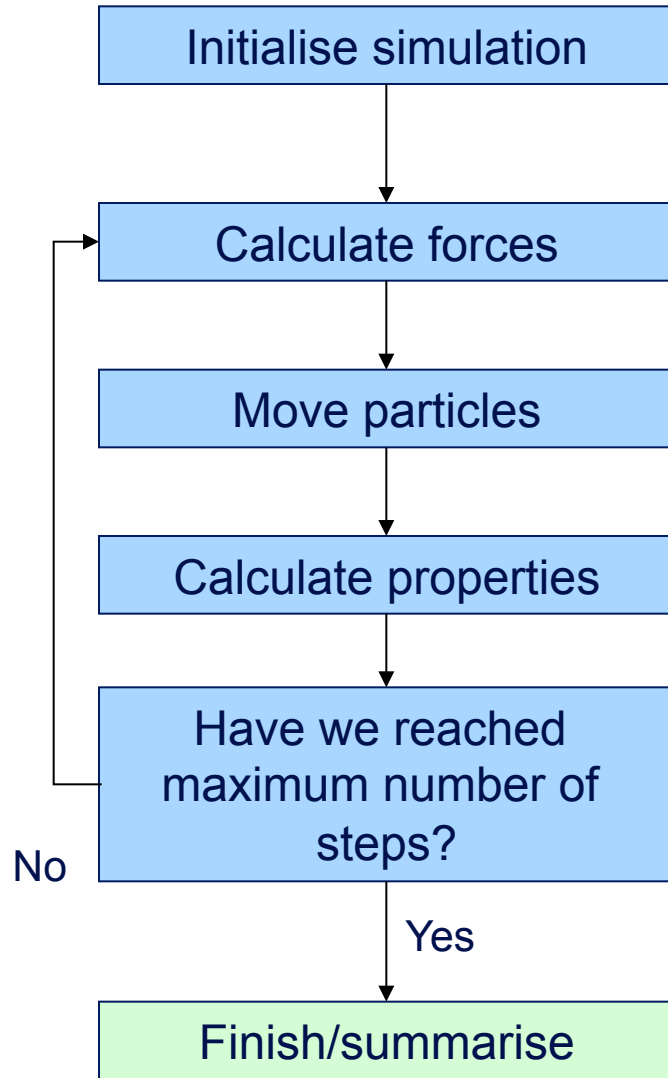 Initialise simulation
Calculate forces
Move particles
Calculate properties
Have we reached
maximum number of
steps?
No
Yes
Finish/summarise